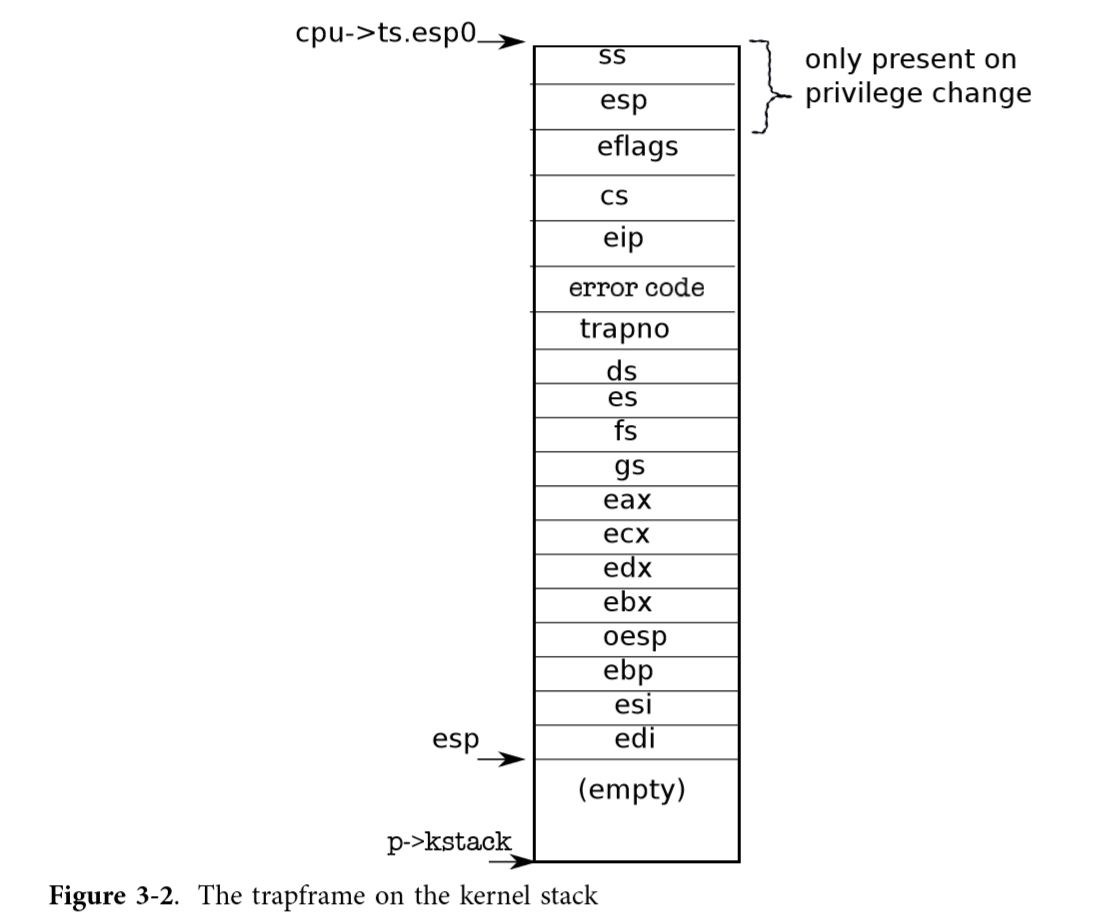 cpu->ts.esp0
ss
only present on
esp
privilege change
eflags
cs
eip
error code
trapno
ds
es
fs
gs
eax
ecx
edx
ebx
oesp
ebp
esi
esp
edi
(empty)
p->kstack
Figure 3-2. The trapframe on the kernel stack